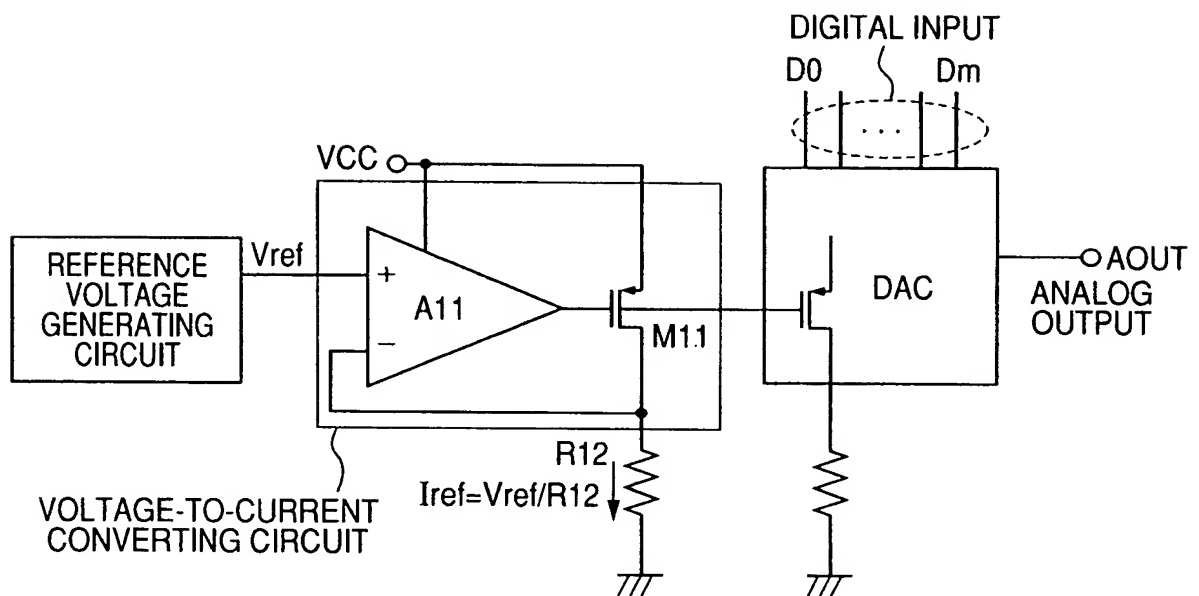 DIGITAL INPUT
D0
Dm
. . .
VCC
REFERENCE
VOLTAGE
GENERATING
CIRCUIT
Vref
+
−
A11
M11
DAC
AOUT
ANALOG
OUTPUT
R12
Iref=Vref/R12
VOLTAGE-TO-CURRENT
CONVERTING CIRCUIT